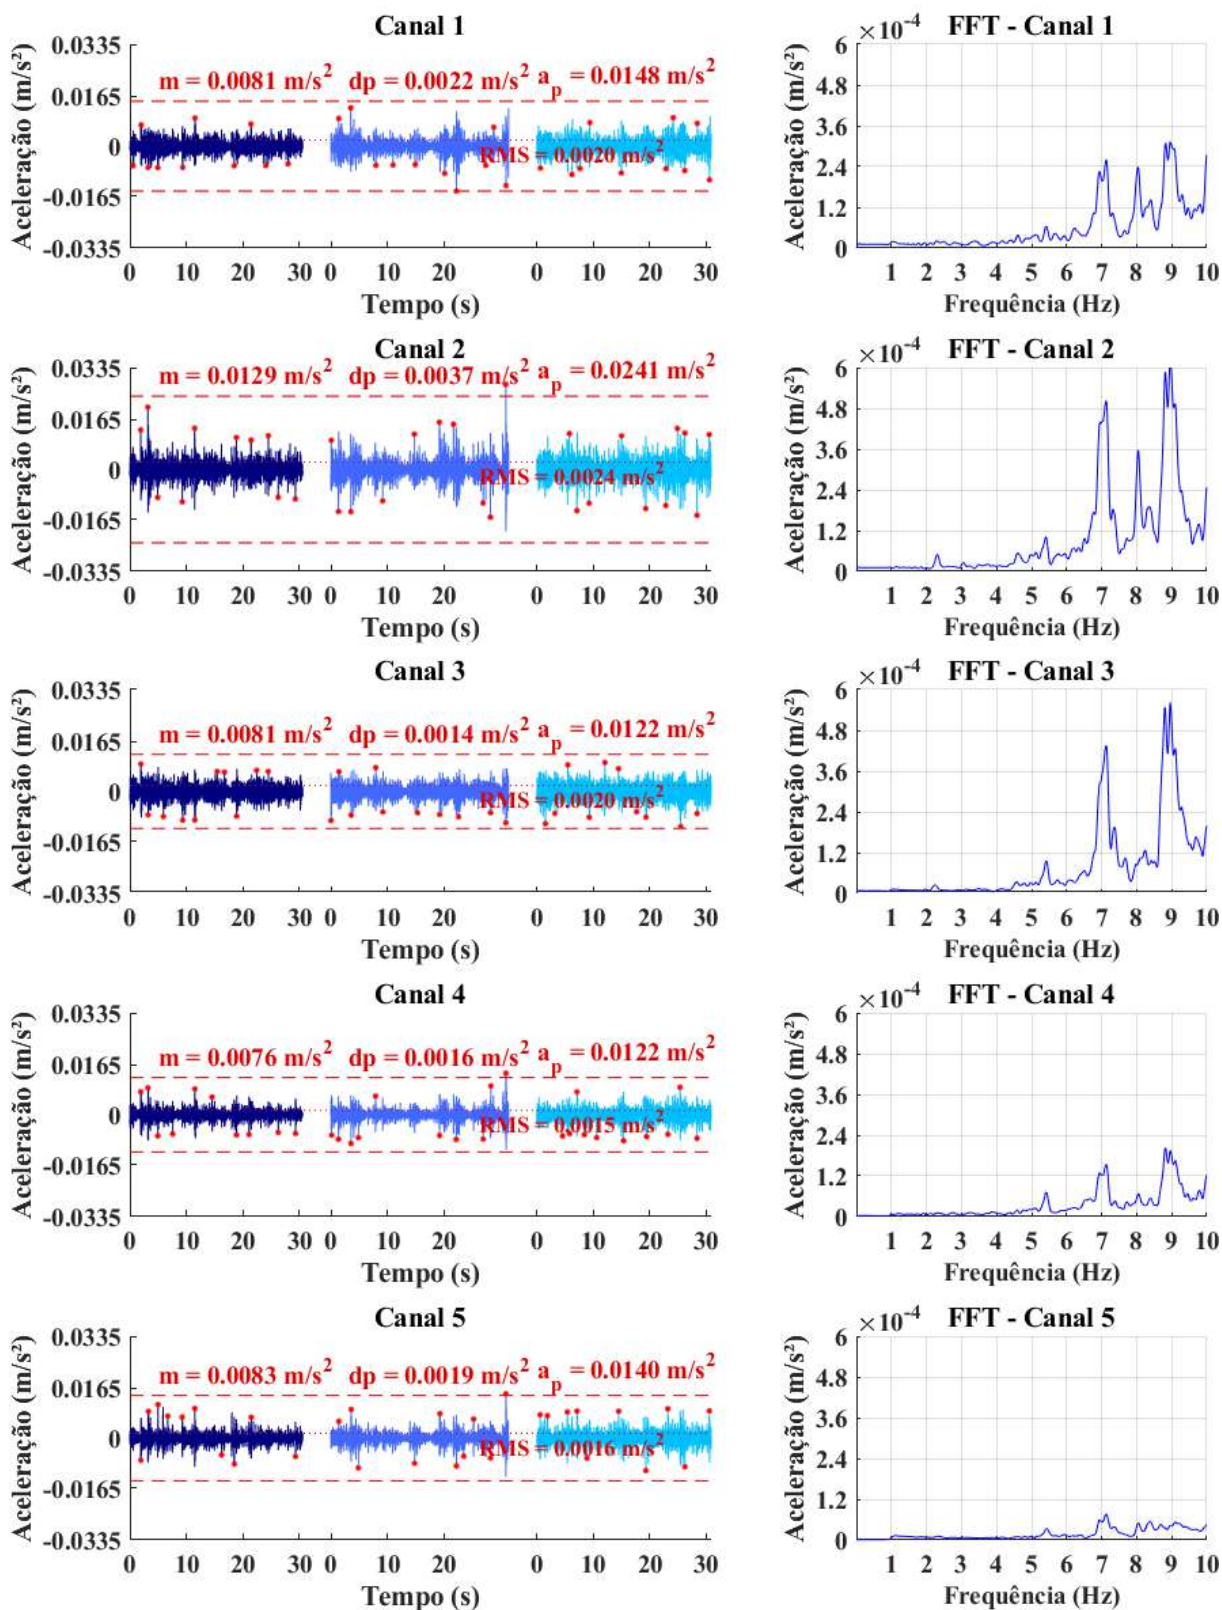 Canal 1
m = 0.0081 m/s² dp = 0.0022 m/s² a_p = 0.0148 m/s²
RMS = 0.0020 m/s²
Aceleração (m/s²)
0.0335
0.0165
0
-0.0165
-0.0335
0 10 20 30 0 10 20 0 10 20 30
Tempo (s)
×10⁻⁴ FFT - Canal 1
Aceleração (m/s²)
6
4.8
3.6
2.4
1.2
0
1 2 3 4 5 6 7 8 9 10
Frequência (Hz)
Canal 2
m = 0.0129 m/s² dp = 0.0037 m/s² a_p = 0.0241 m/s²
RMS = 0.0024 m/s²
Aceleração (m/s²)
0.0335
0.0165
0
-0.0165
-0.0335
0 10 20 30 0 10 20 0 10 20 30
Tempo (s)
×10⁻⁴ FFT - Canal 2
Aceleração (m/s²)
6
4.8
3.6
2.4
1.2
0
1 2 3 4 5 6 7 8 9 10
Frequência (Hz)
Canal 3
m = 0.0081 m/s² dp = 0.0014 m/s² a_p = 0.0122 m/s²
RMS = 0.0020 m/s²
Aceleração (m/s²)
0.0335
0.0165
0
-0.0165
-0.0335
0 10 20 30 0 10 20 0 10 20 30
Tempo (s)
×10⁻⁴ FFT - Canal 3
Aceleração (m/s²)
6
4.8
3.6
2.4
1.2
0
1 2 3 4 5 6 7 8 9 10
Frequência (Hz)
Canal 4
m = 0.0076 m/s² dp = 0.0016 m/s² a_p = 0.0122 m/s²
RMS = 0.0015 m/s²
Aceleração (m/s²)
0.0335
0.0165
0
-0.0165
-0.0335
0 10 20 30 0 10 20 0 10 20 30
Tempo (s)
×10⁻⁴ FFT - Canal 4
Aceleração (m/s²)
6
4.8
3.6
2.4
1.2
0
1 2 3 4 5 6 7 8 9 10
Frequência (Hz)
Canal 5
m = 0.0083 m/s² dp = 0.0019 m/s² a_p = 0.0140 m/s²
RMS = 0.0016 m/s²
Aceleração (m/s²)
0.0335
0.0165
0
-0.0165
-0.0335
0 10 20 30 0 10 20 0 10 20 30
Tempo (s)
×10⁻⁴ FFT - Canal 5
Aceleração (m/s²)
6
4.8
3.6
2.4
1.2
0
1 2 3 4 5 6 7 8 9 10
Frequência (Hz)